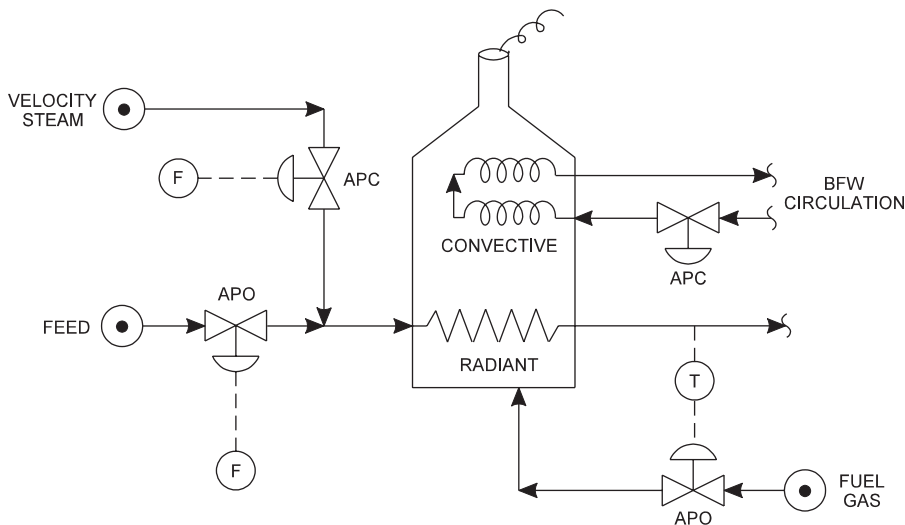 VELOCITY
STEAM
F
APC
BFW
CIRCULATION
CONVECTIVE
APC
APO
FEED
RADIANT
T
F
FUEL
GAS
APO